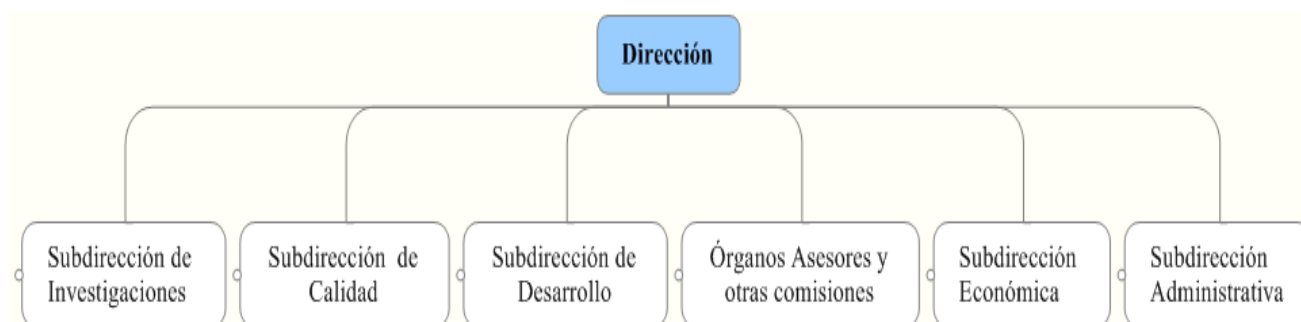 Dirección
Subdirección de
Investigaciones
Subdirección de
Calidad
Subdirección de
Desarrollo
Órganos Asesores y
otras comisiones
Subdirección
Económica
Subdirección
Administrativa